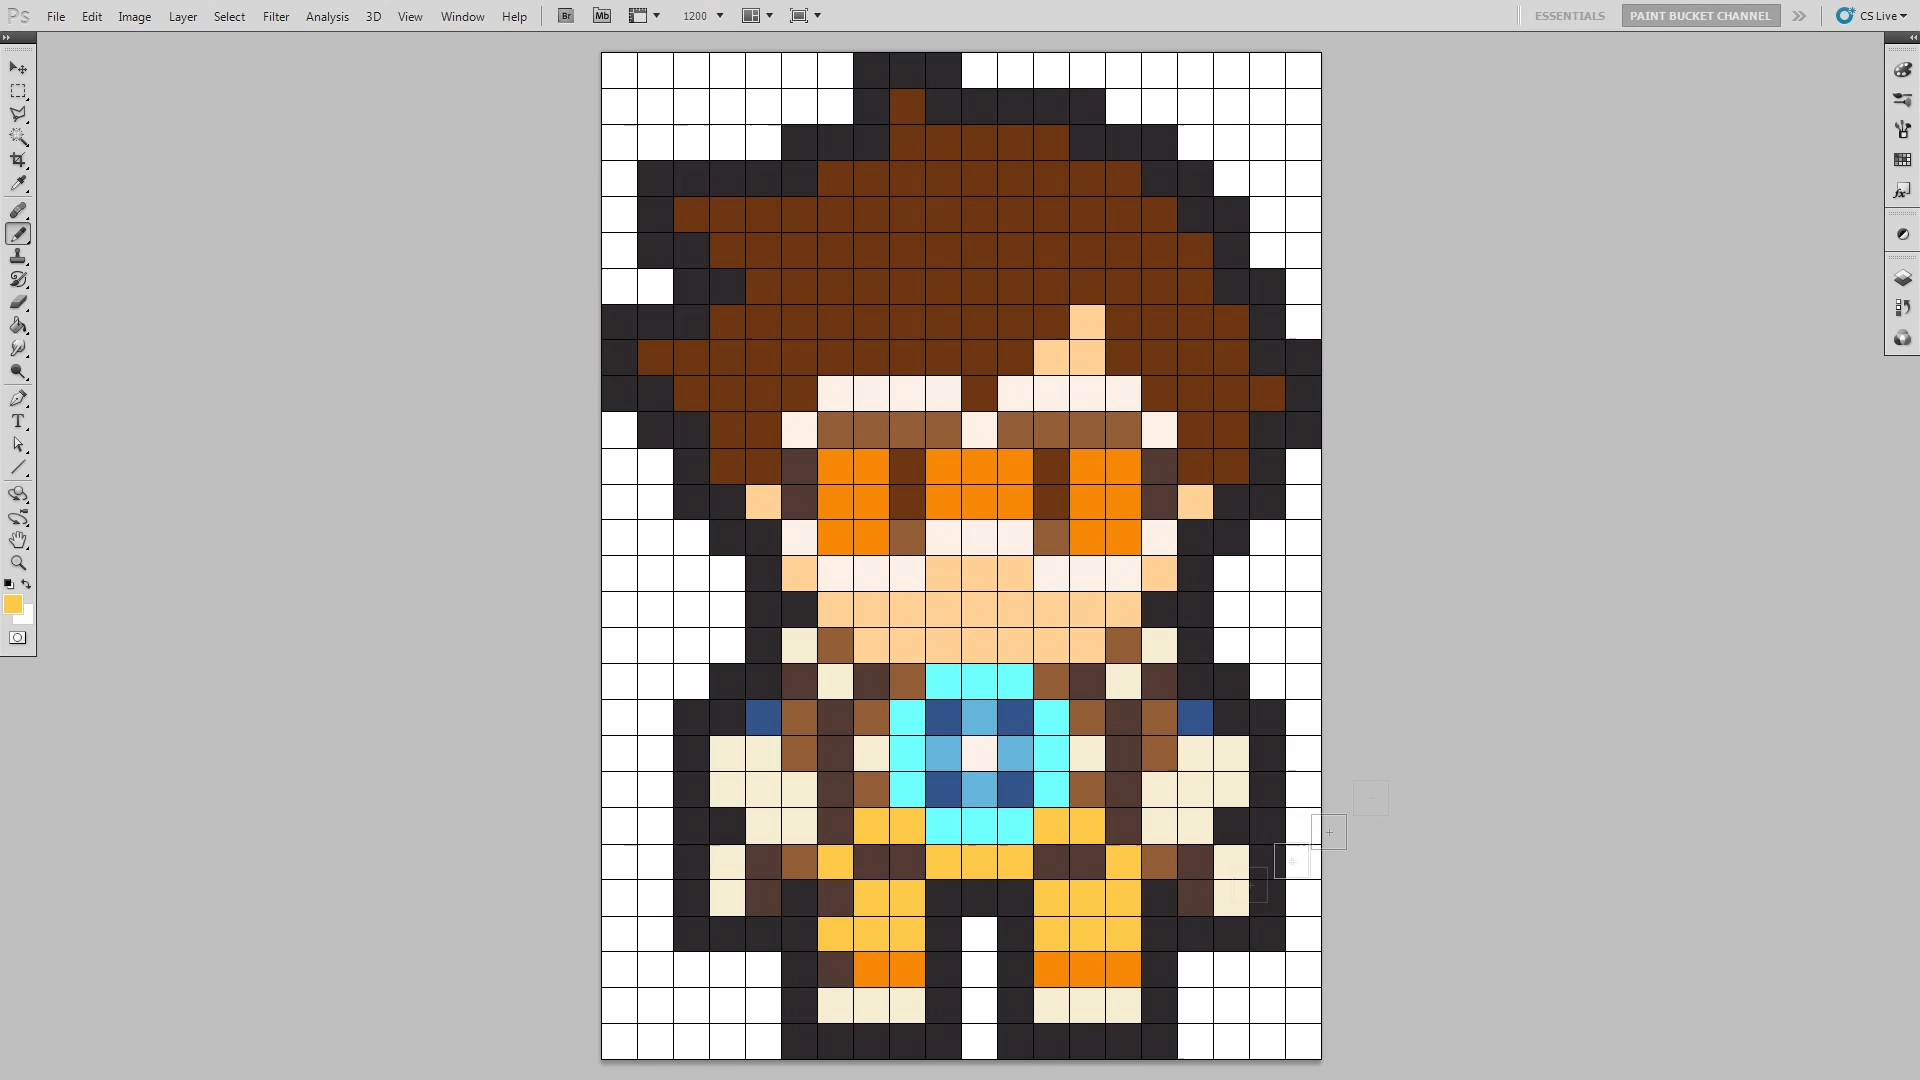 Ps File Edit Image Layer Select Filter Analysis 3D View Window Help Br Mb 1200 ESSENTIALS PAINT BUCKET CHANNEL CS Live
T
fx